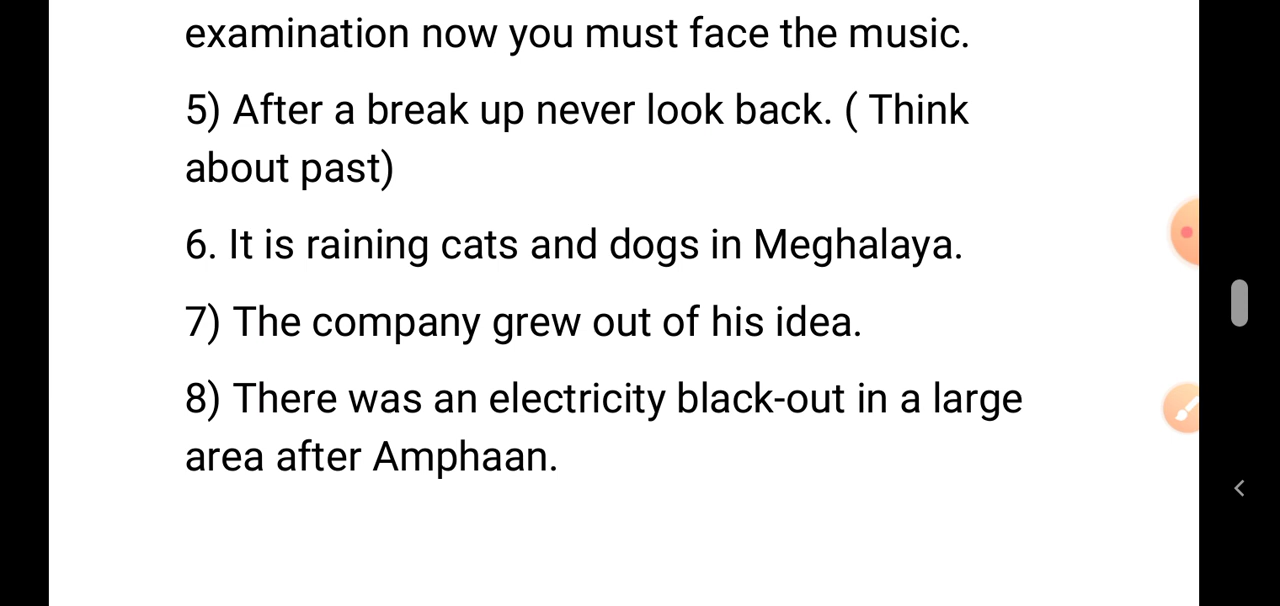 examination now you must face the music.
5) After a break up never look back. ( Think
about past)
6. It is raining cats and dogs in Meghalaya.
7) The company grew out of his idea.
8) There was an electricity black-out in a large
area after Amphaan.